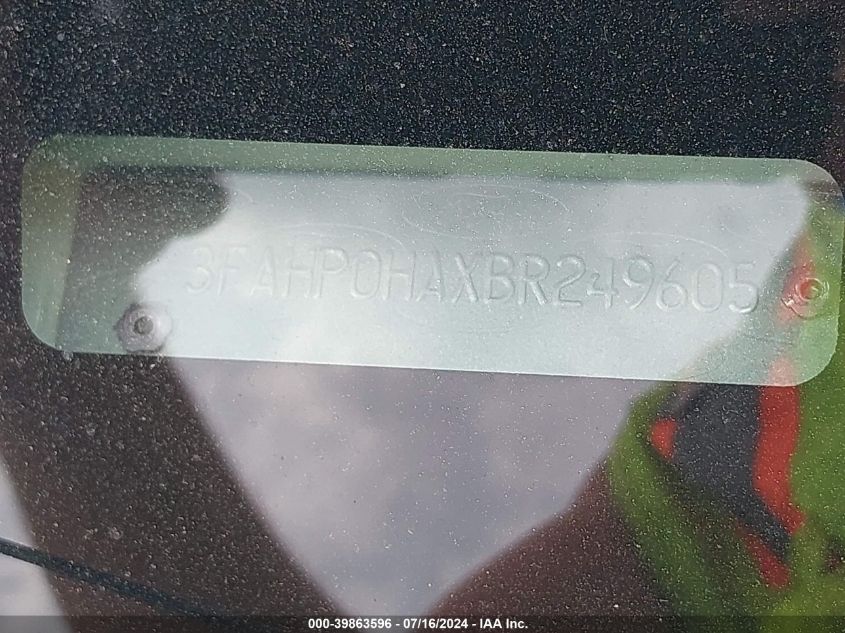 3FAHP0HAXBR249605
000-39863596 - 07/16/2024 - IAA Inc.